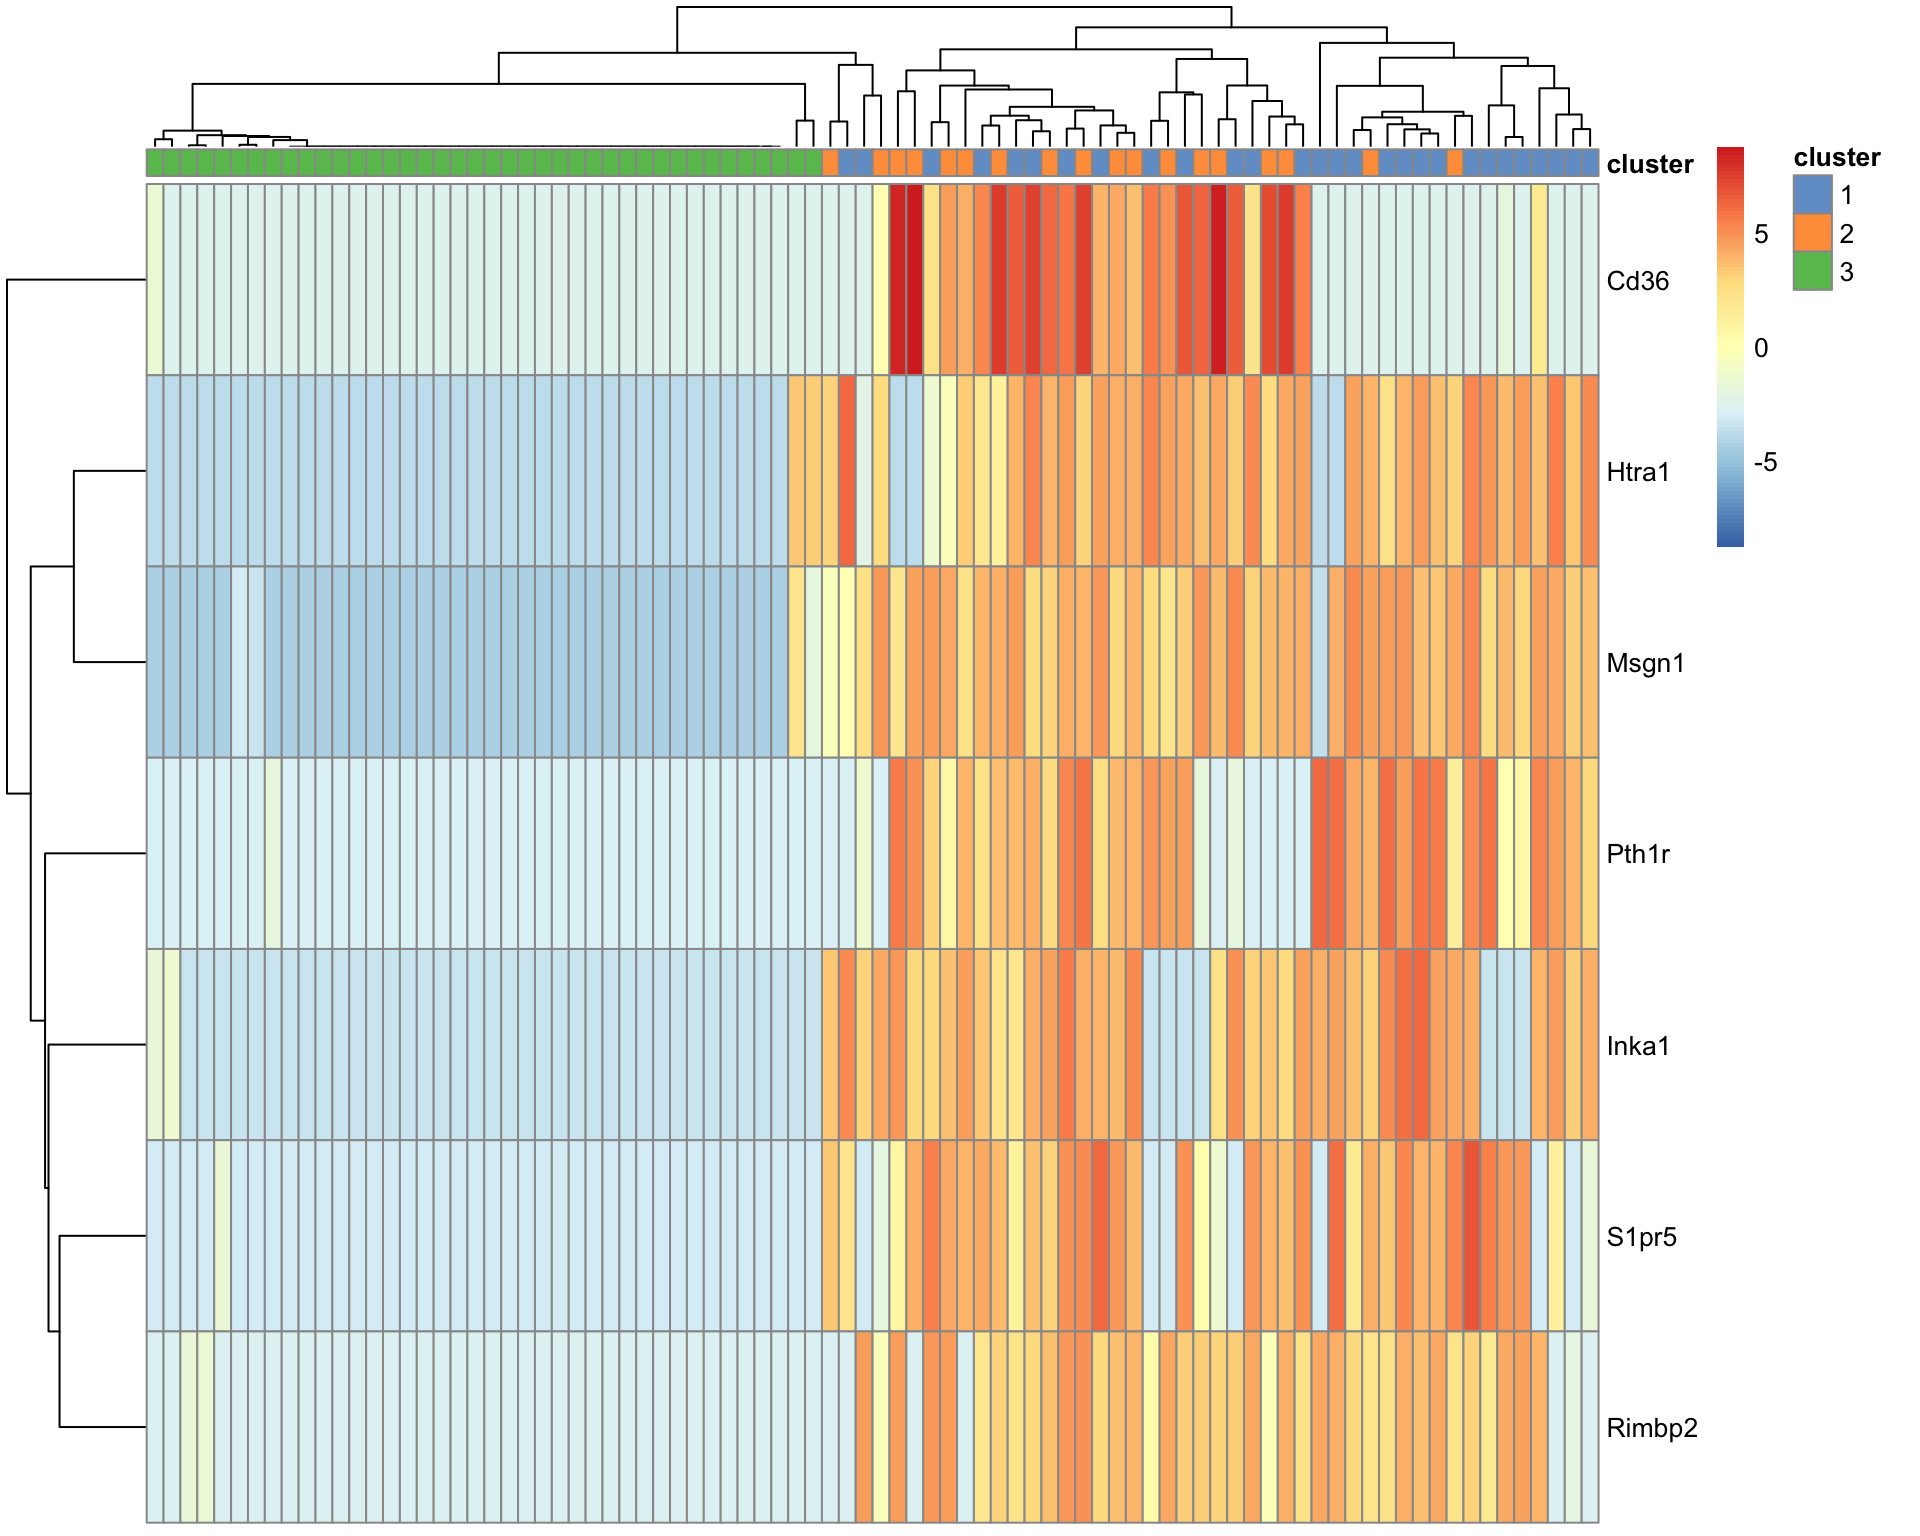 cluster
cluster
1
2
3
5
0
-5
Cd36
Htra1
Msgn1
Pth1r
Inka1
S1pr5
Rimbp2